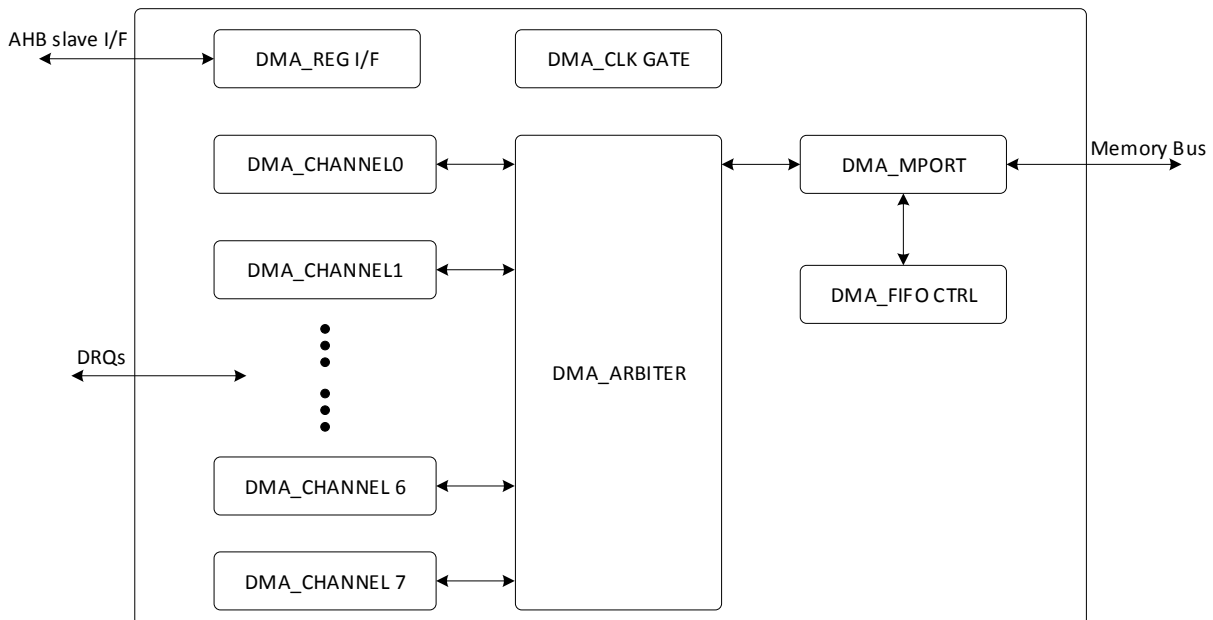 AHB slave I/F
DMA_REG I/F
DMA_CLK GATE
DMA_CHANNEL0
DMA_MPORT
Memory Bus
DMA_CHANNEL1
DMA_FIFO CTRL
DRQs
DMA_ARBITER
DMA_CHANNEL 6
DMA_CHANNEL 7